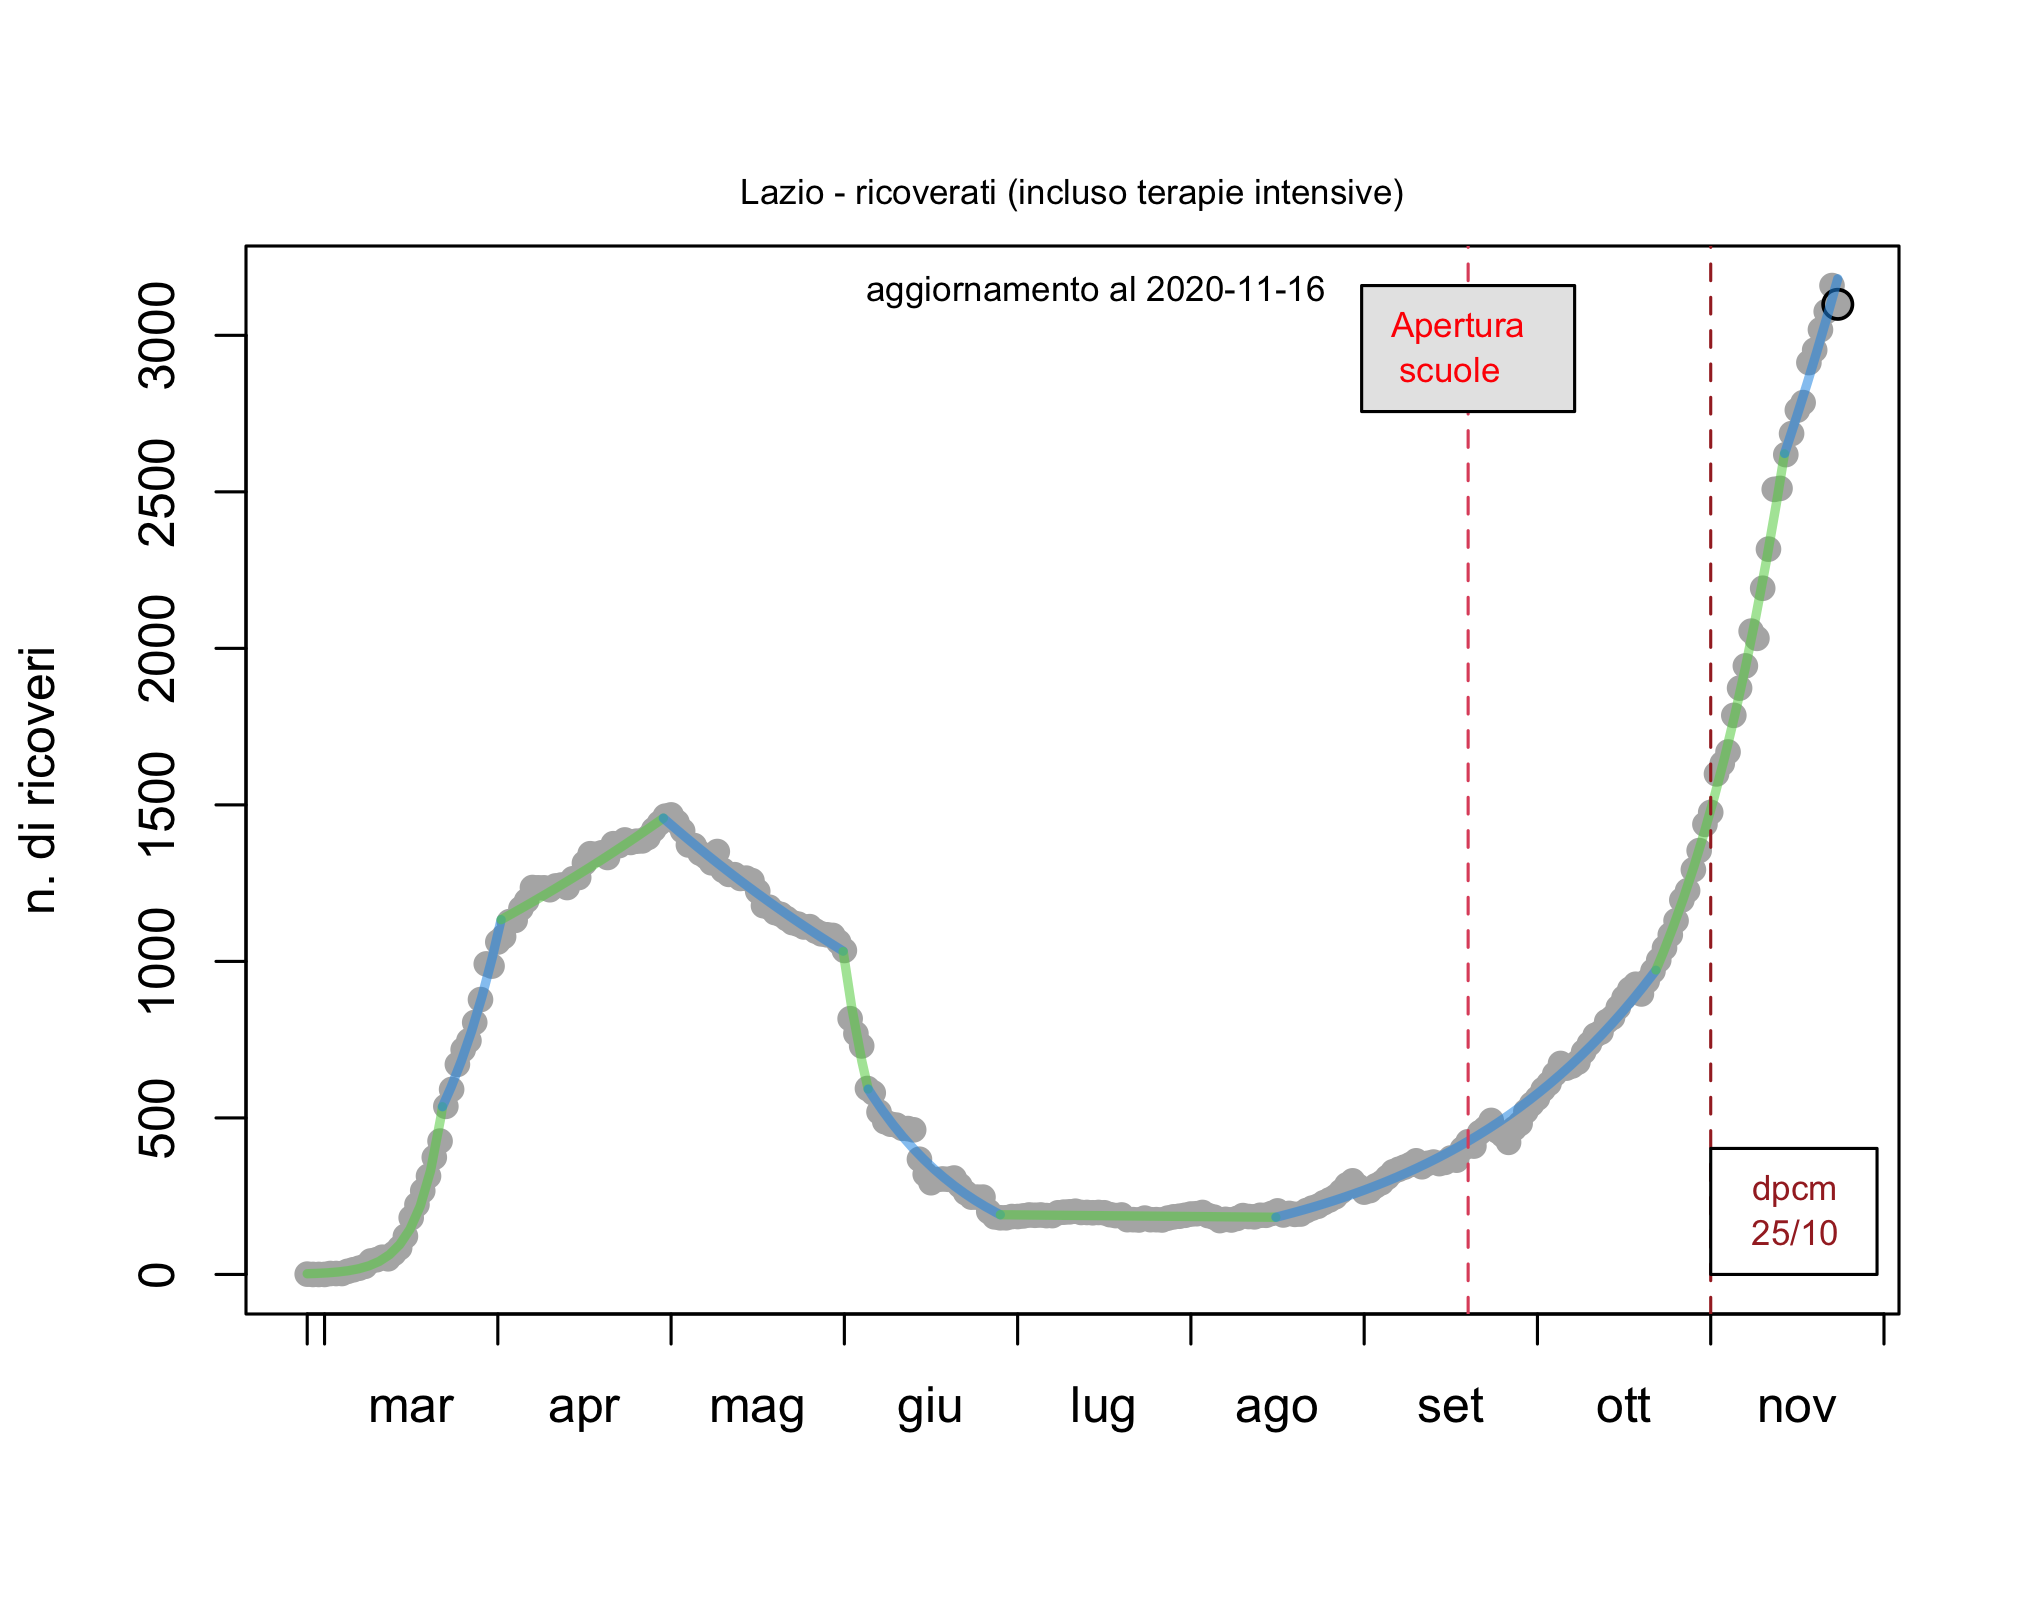 Lazio - ricoverati (incluso terapie intensive)
aggiornamento al 2020-11-16
Apertura
scuole
n. di ricoveri
3000
2500
2000
1500
1000
500
0
dpcm
25/10
mar apr mag giu lug ago set ott nov